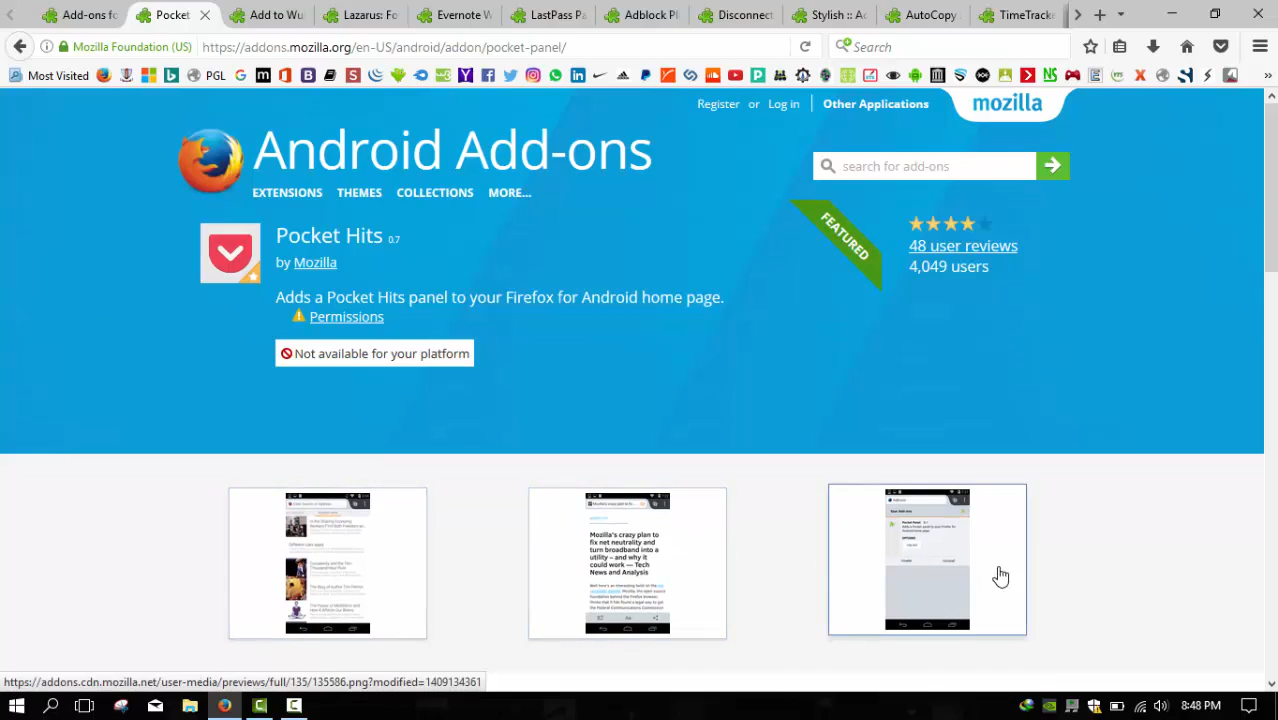 Add-ons fo
Pocket
Add to Wu
Lazarus: Fo
Evernote W
LastPass Pa
Adblock Pl
Disconnect
Stylish :: Ac
AutoCopy
TimeTracke
Mozilla Foundation (US)
https://addons.mozilla.org/en-US/android/addon/pocket-panel/
Search
Most Visited
PGL
Register or Log in
Other Applications
mozilla
Android Add-ons
search for add-ons
EXTENSIONS THEMES COLLECTIONS MORE...
Pocket Hits 0.7
by Mozilla
FEATURED
48 user reviews
4,049 users
Adds a Pocket Hits panel to your Firefox for Android home page.
Permissions
Not available for your platform
Mozilla's crazy plan to
fix net neutrality and
turn broadband into a
utility – and why it
could work — Tech
News and Analysis
https://addons.cdn.mozilla.net/user-media/previews/full/135/135586.png?modified=1409134361
8:48 PM